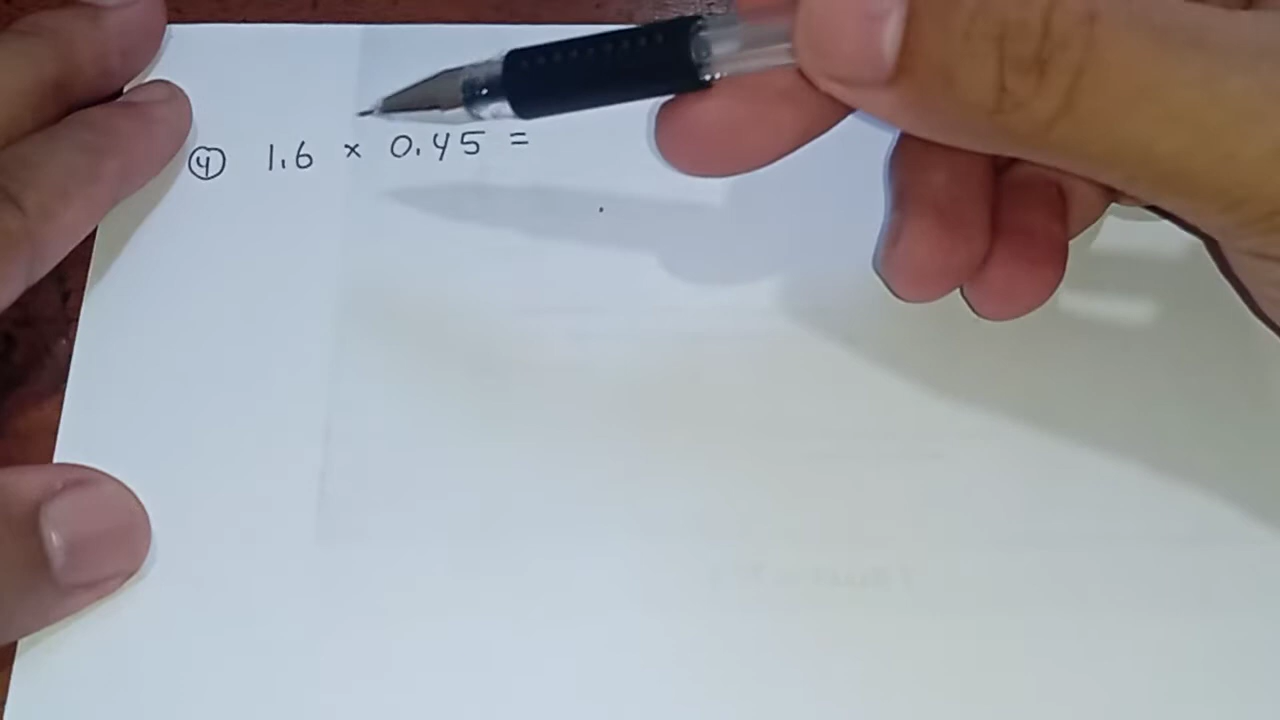 ④ 1.6 × 0.45 =